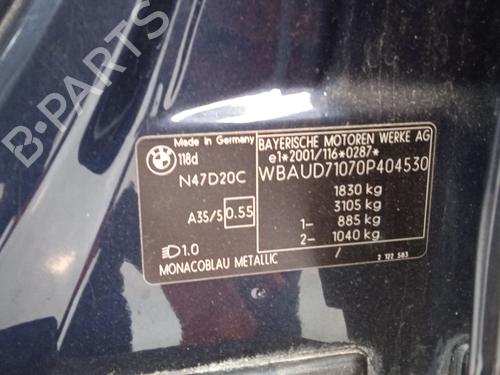 B-PARTS
BMW
Made in Germany
118d
N47D20C
A35/S 0.55
1.0
MONACOBLAU METALLIC
BAYERISCHE MOTOREN WERKE AG
e1*2001/116*0287*
WBAUD71070P404530
1830 kg
3105 kg
1- 885 kg
2- 1040 kg
/
2 122 583